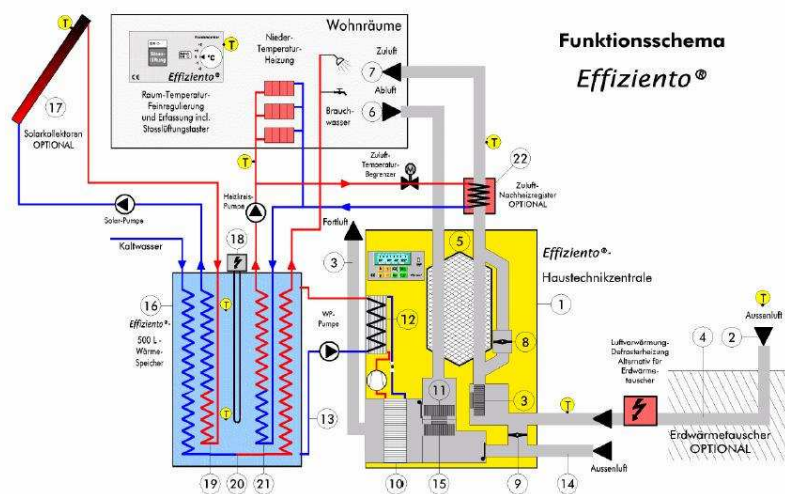 Funktionsschema
Effiziento®
Wohnräume
Nieder-
Temperatur-
Heizung
Zuluft
7
Abluft
6
Brauch-
wasser
Effiziento®
°C
Raum-Temperatur-
Feinregulierung
und Erfassung incl.
Stosslüftungstaster
T
T
T
T
17
Solarkollektoren
OPTIONAL
Solar-Pumpe
Kaltwasser
Heizkreis-
Pumpe
Zuluft-
Temperatur-
Begrenzer
M
22
Zuluft-
Nachheizregister
OPTIONAL
Fortluft
3
18
16
Effiziento®-
500 L-
Wärme-
Speicher
T
T
WP-
Pumpe
13
19
20
21
5
12
8
11
3
10
15
9
14
Effiziento®-
Haustechnikzentrale
1
T
Aussenluft
2
4
Luftverwärmung-
Defrosterheizung
Alternativ für
Erdwärme-
tauscher
T
Erdwärmetauscher
OPTIONAL
Aussenluft